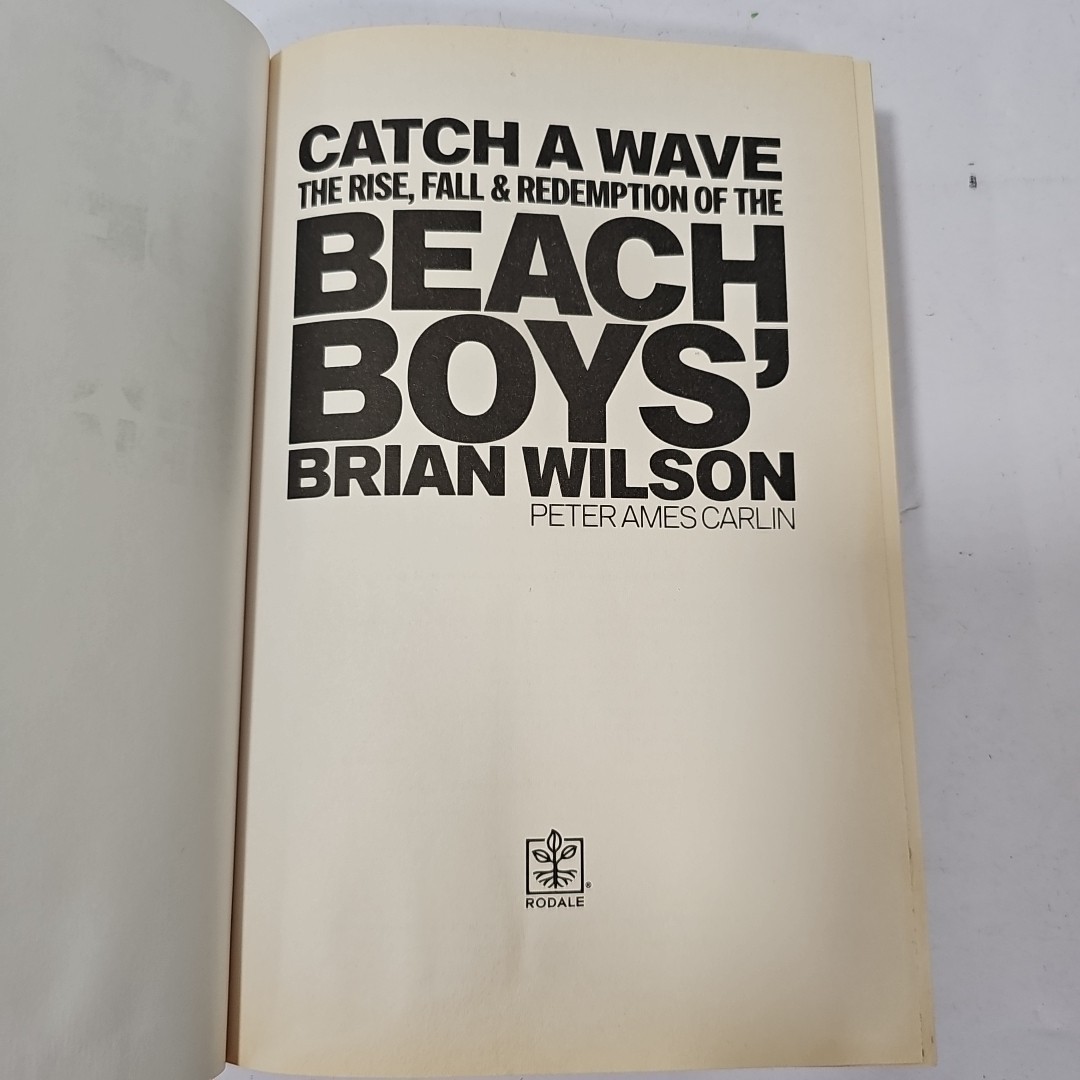 CATCH A WAVE
THE RISE, FALL & REDEMPTION OF THE
BEACH
BOYS’
BRIAN WILSON
PETER AMES CARLIN
®
RODALE